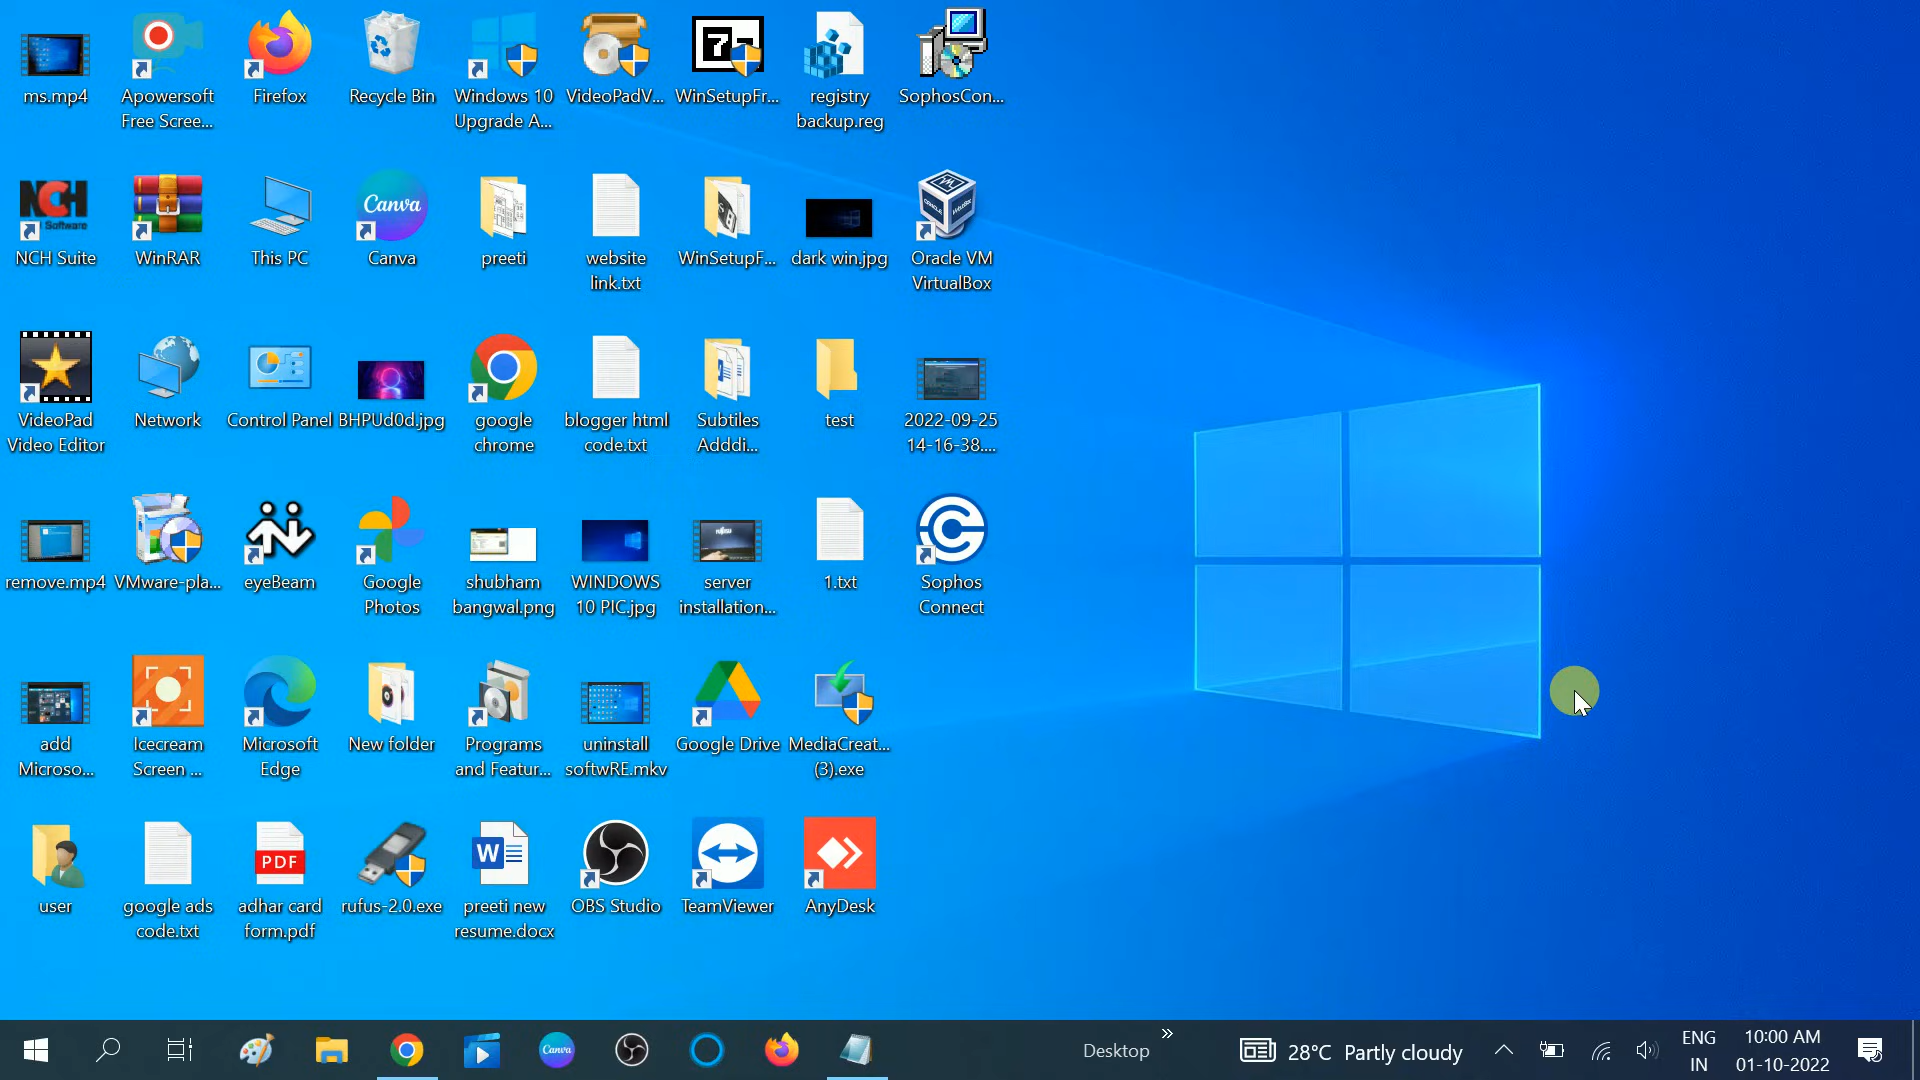 ms.mp4
Apowersoft
Free Scree...
Firefox
Recycle Bin
Windows 10
Upgrade A...
VideoPadV...
WinSetupFr...
registry
backup.reg
SophosCon...
NCH
Software
NCH Suite
WinRAR
This PC
Canva
Canva
preeti
website
link.txt
WinSetupF...
dark win.jpg
Oracle VM
VirtualBox
VideoPad
Video Editor
Network
Control Panel
BHPUd0d.jpg
google
chrome
blogger html
code.txt
Subtiles
Adddi...
test
2022-09-25
14-16-38....
remove.mp4
VMware-pla...
eyeBeam
Google
Photos
shubham
bangwal.png
WINDOWS
10 PIC.jpg
server
installation...
1.txt
Sophos
Connect
add
Microso...
Icecream
Screen ...
Microsoft
Edge
New folder
Programs
and Featur...
uninstall
softwRE.mkv
Google Drive
MediaCreat...
(3).exe
user
google ads
code.txt
PDF
adhar card
form.pdf
rufus-2.0.exe
W
preeti new
resume.docx
OBS Studio
TeamViewer
AnyDesk
Canva
Desktop
28°C Partly cloudy
ENG
IN
10:00 AM
01-10-2022